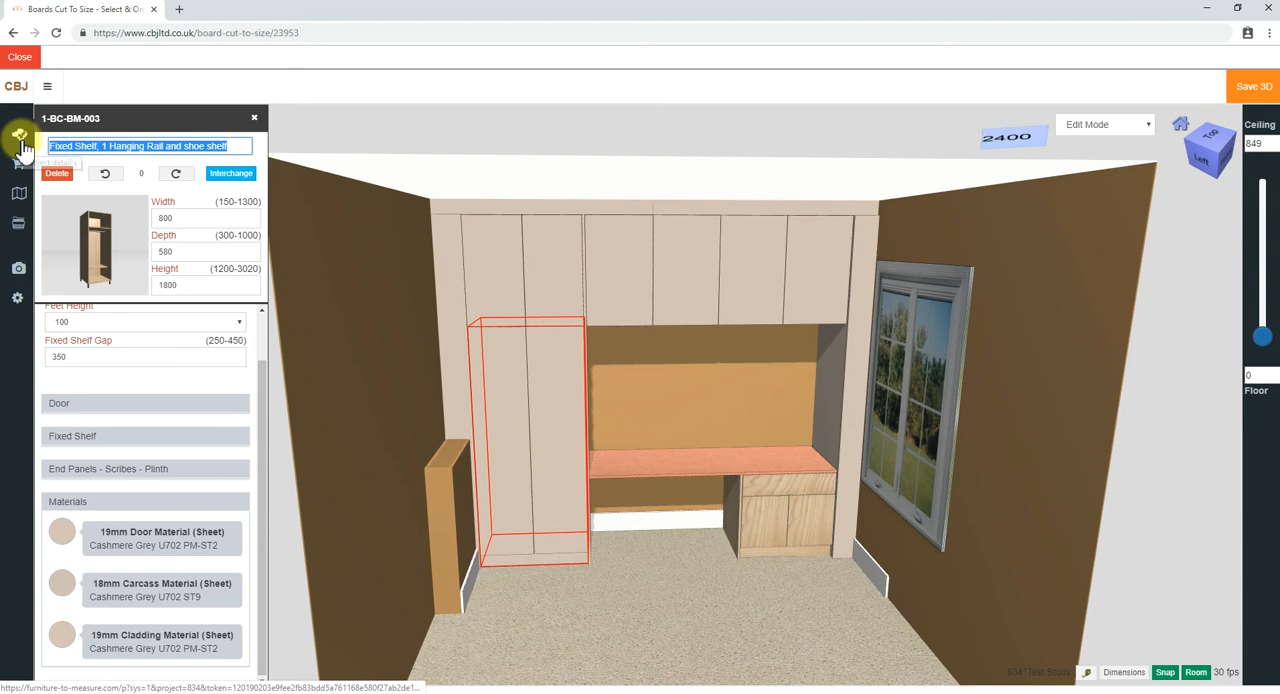 Boards Cut To Size - Select & Or
https://www.cbjltd.co.uk/board-cut-to-size/23953
Close
CBJ
Save 3D
1-BC-BM-003
Fixed Shelf, 1 Hanging Rail and shoe shelf
Delete
0
Interchange
Width (150-1300)
800
Depth (300-1000)
580
Height (1200-3020)
1800
Feet Height
100
Fixed Shelf Gap (250-450)
350
Door
Fixed Shelf
End Panels - Scribes - Plinth
Materials
19mm Door Material (Sheet)
Cashmere Grey U702 PM-ST2
18mm Carcass Material (Sheet)
Cashmere Grey U702 ST9
19mm Cladding Material (Sheet)
Cashmere Grey U702 PM-ST2
2400
Edit Mode
Top
Left
Ceiling
849
0
Floor
Test Study
Dimensions
Snap
Room
30 fps